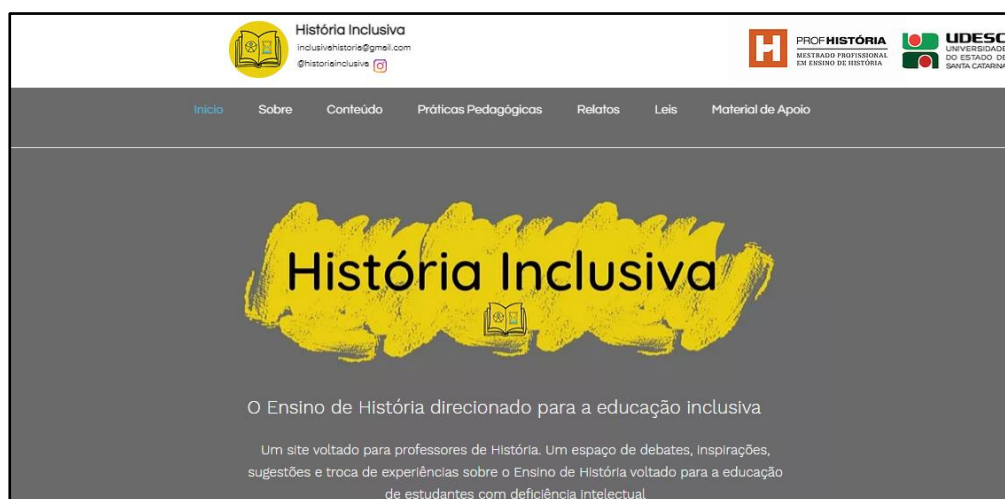 História Inclusiva
inclusivahistoria@gmail.com
@historiainclusiva
H
PROFHISTÓRIA
MESTRADO PROFISSIONAL
EM ENSINO DE HISTÓRIA
UDESC
UNIVERSIDADE
DO ESTADO DE
SANTA CATARINA
Início Sobre Conteúdo Práticas Pedagógicas Relatos Leis Material de Apoio
História Inclusiva
O Ensino de História direcionado para a educação inclusiva
Um site voltado para professores de História. Um espaço de debates, inspirações,
sugestões e troca de experiências sobre o Ensino de História voltado para a educação
de estudantes com deficiência intelectual